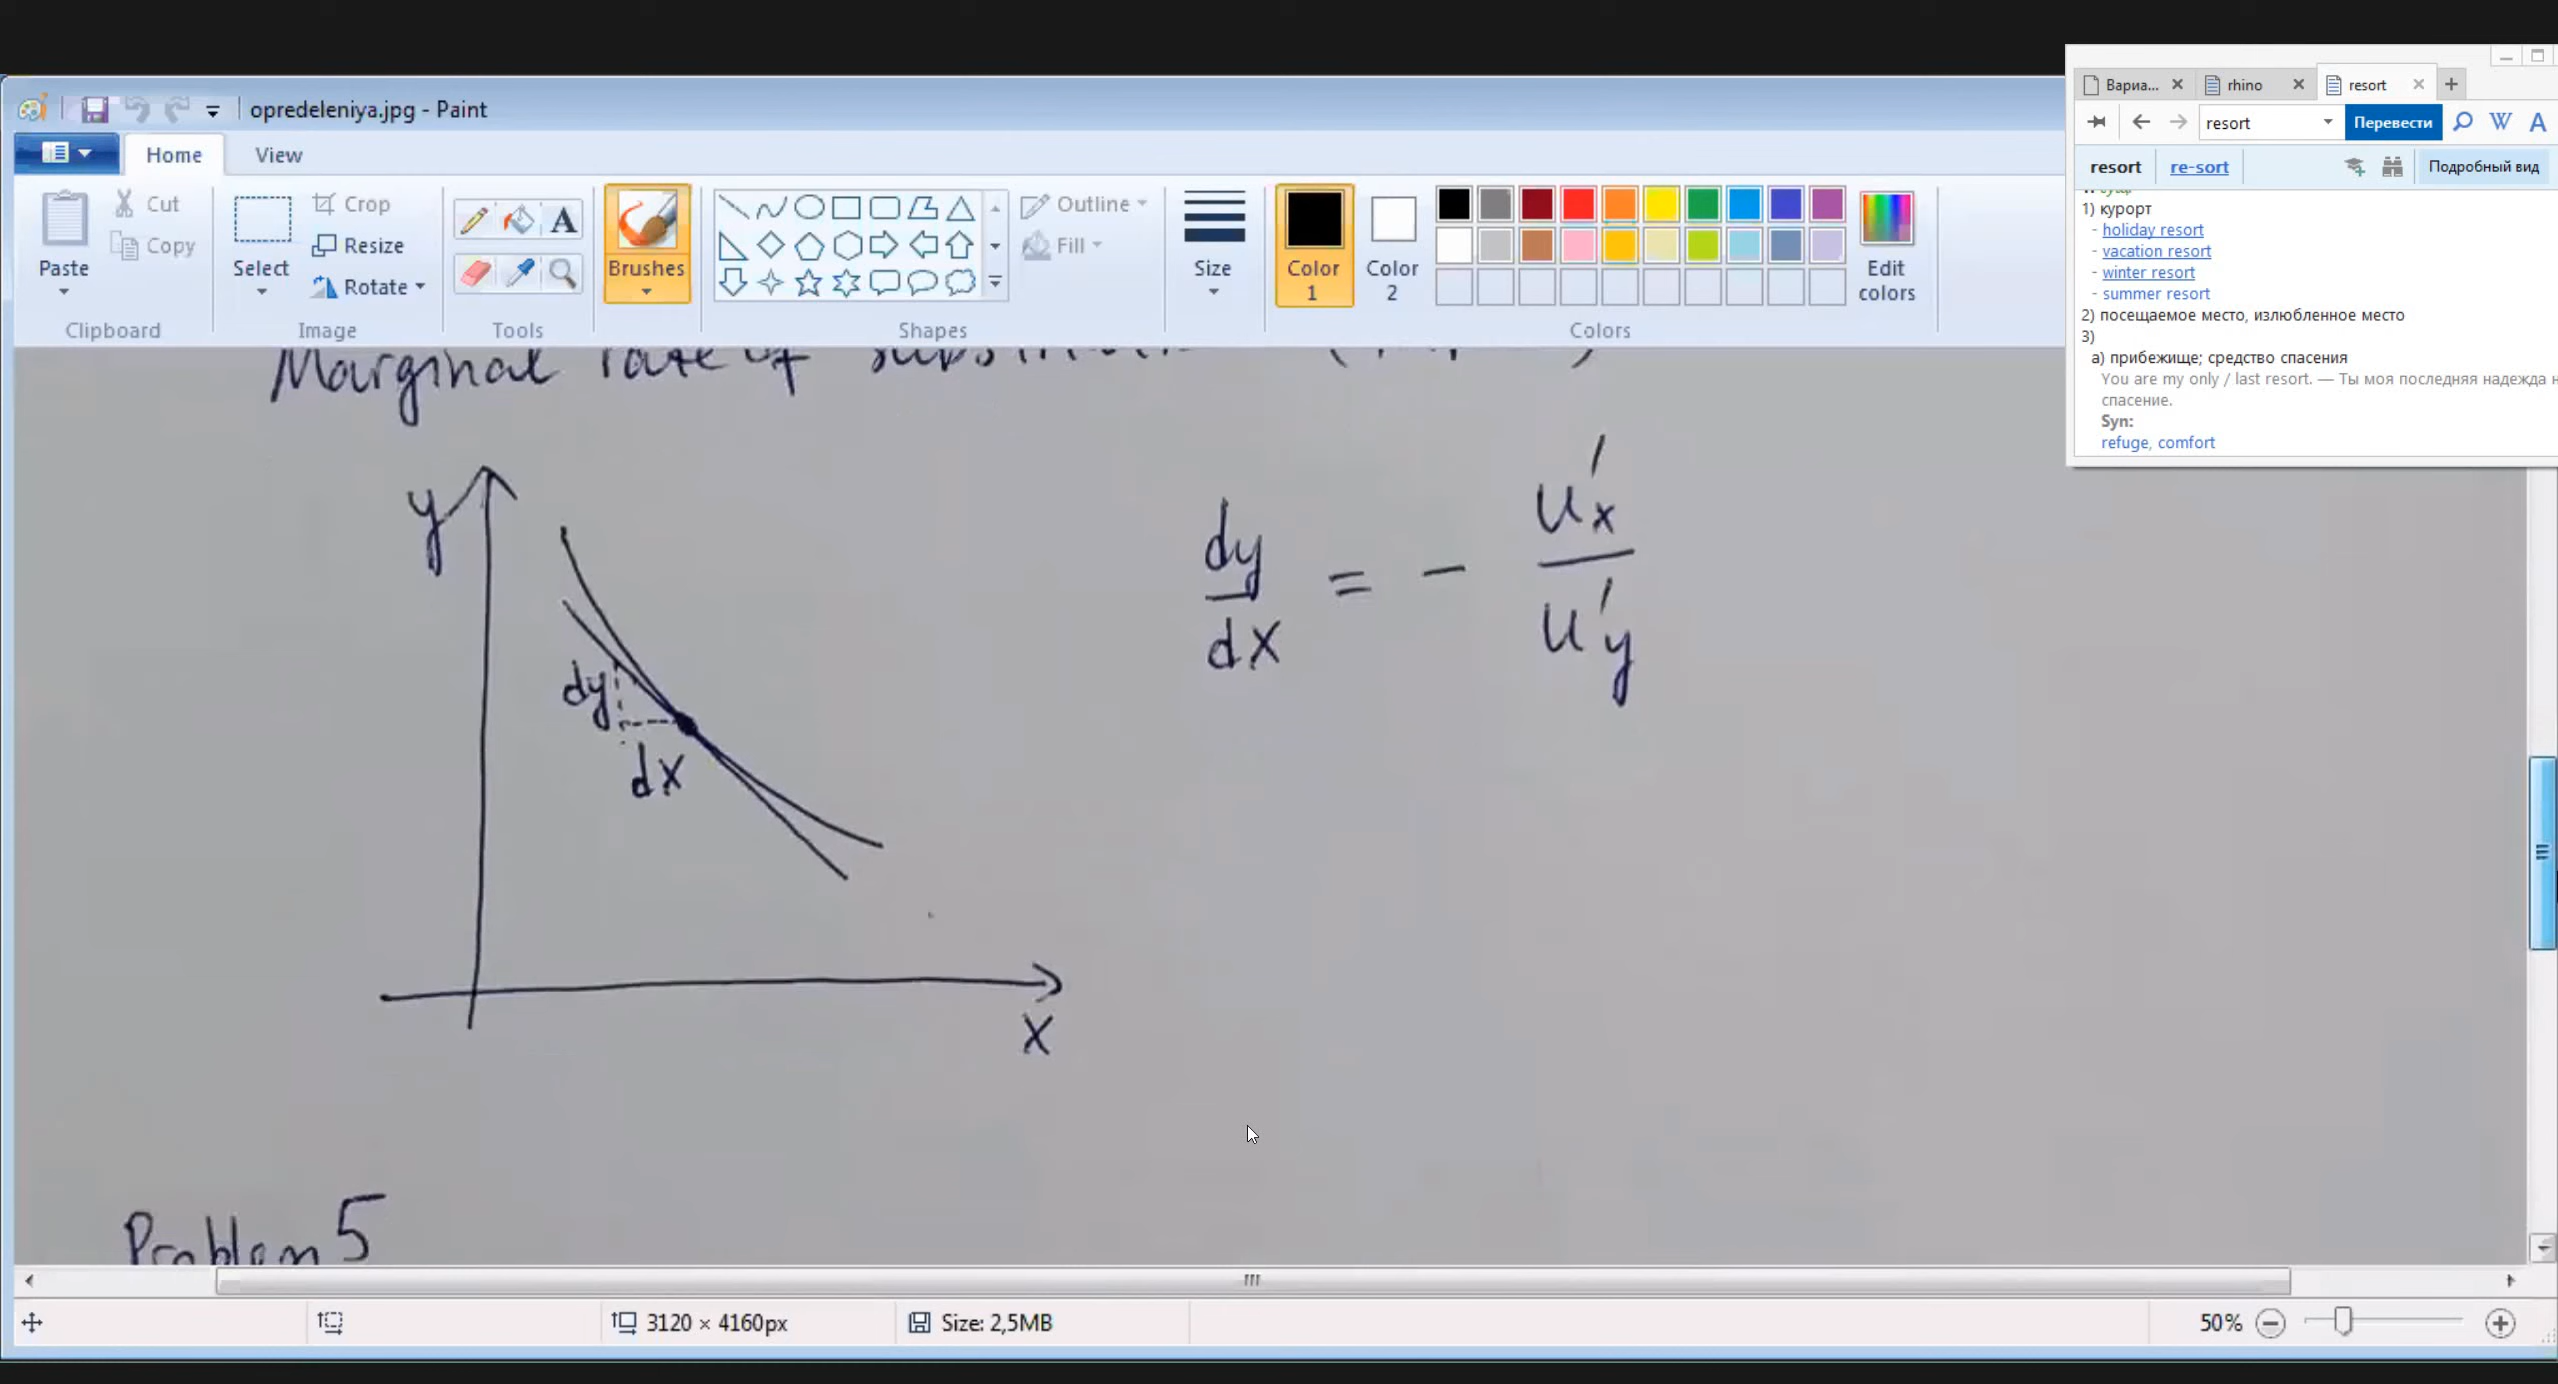 opredeleniya.jpg - Paint
Home View
Paste
Cut
Copy
Clipboard
Select
Crop
Resize
Rotate
Image
A
Tools
Brushes
Shapes
Outline
Fill
Size
Color 1
Color 2
Edit colors
Colors
Вариа... rhino resort
resort Перевести W A
resort re-sort Подробный вид
1) курорт
- holiday resort
- vacation resort
- winter resort
- summer resort
2) посещаемое место, излюбленное место
3)
а) прибежище; средство спасения
You are my only / last resort. — Ты моя последняя надежда н
спасение.
Syn:
refuge, comfort
Marginal rate of substitution
y
dy
dx
x
dy/dx = - u'x/u'y
Problem 5
3120 × 4160px Size: 2,5MB 50%